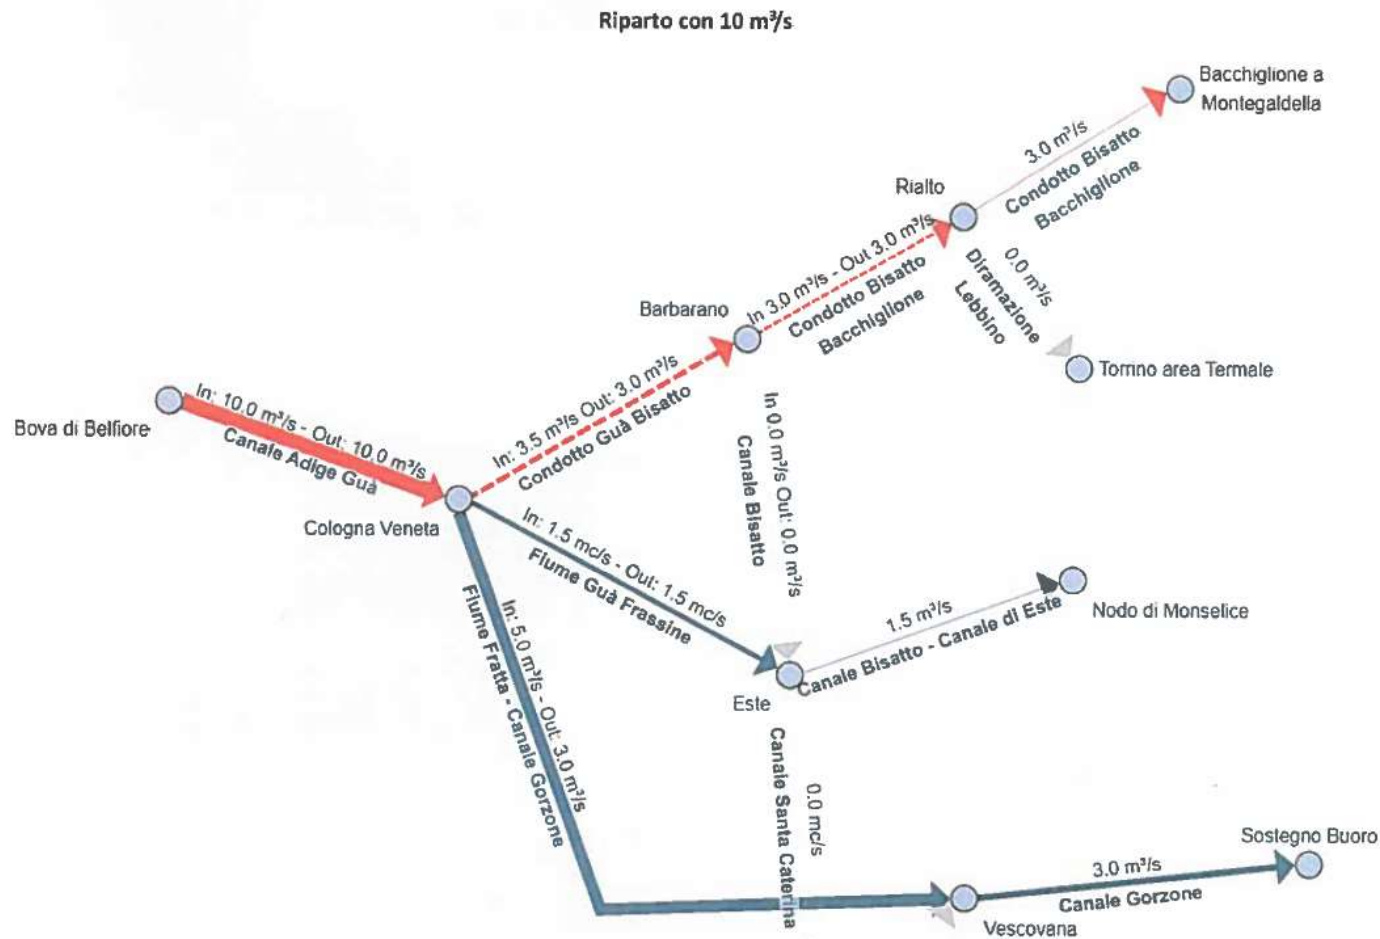 Riparto con 10 m³/s
Bacchiglione a
Montegaldella
3.0 m³/s
Condotto Bisatto
Bacchiglione
Rialto
In 3.0 m³/s - Out 3.0 m³/s
Condotto Bisatto
Bacchiglione
0.0 m³/s
Diramazione
Lebbino
Torrino area Termale
Barbarano
In: 3.5 m³/s Out: 3.0 m³/s
Condotto Guà Bisatto
Bova di Belfiore
In: 10.0 m³/s - Out: 10.0 m³/s
Canale Adige Guà
Cologna Veneta
In 0.0 m³/s Out: 0.0 m³/s
Canale Bisatto
In: 1.5 mc/s - Out: 1.5 mc/s
Fiume Guà Frassine
In: 5.0 m³/s - Out: 3.0 m³/s
Fiume Fratta - Canale Gorzone
1.5 m³/s
Canale Bisatto - Canale di Este
Nodo di Monselice
Este
0.0 mc/s
Canale Santa Caterina
Sostegno Buoro
3.0 m³/s
Canale Gorzone
Vescovana